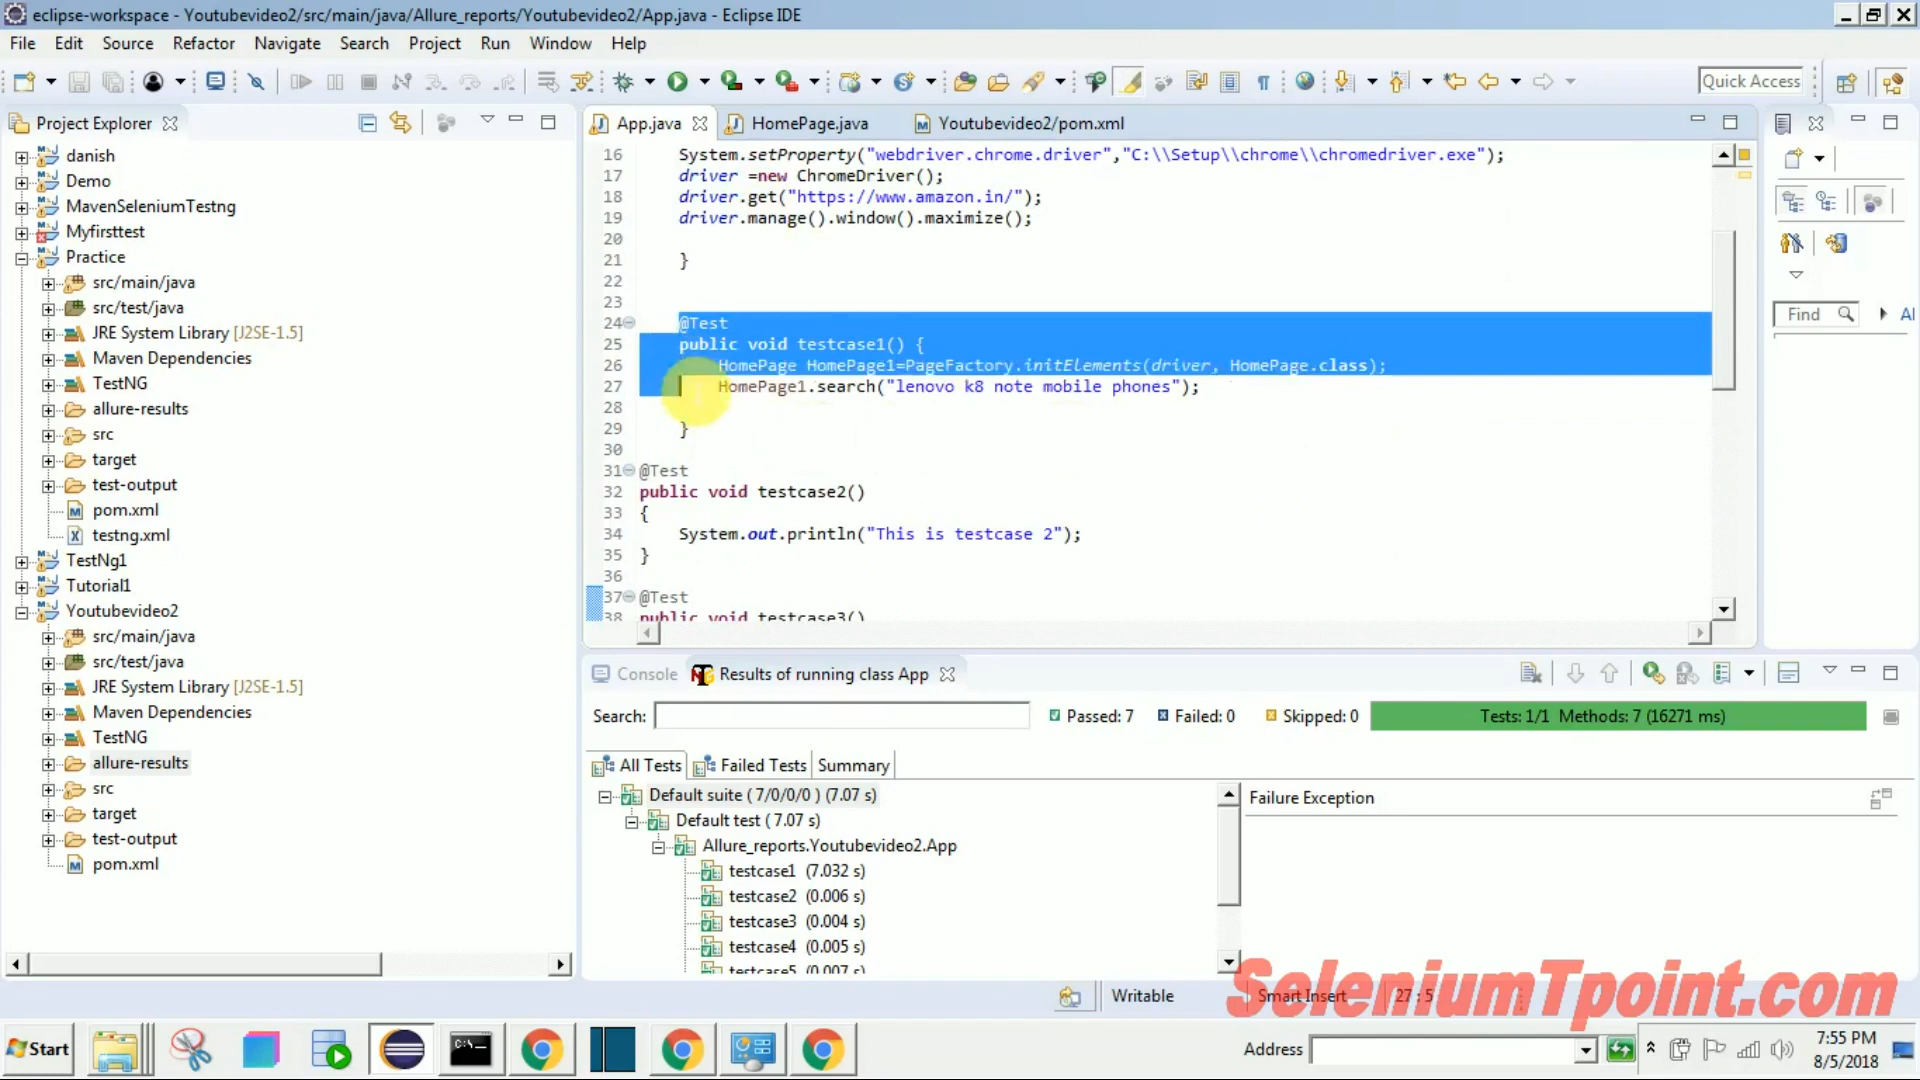 eclipse-workspace - Youtubevideo2/src/main/java/Allure_reports/Youtubevideo2/App.java - Eclipse IDE
File Edit Source Refactor Navigate Search Project Run Window Help
Quick Access
Project Explorer
danish
Demo
MavenSeleniumTestng
Myfirsttest
Practice
src/main/java
src/test/java
JRE System Library [J2SE-1.5]
Maven Dependencies
TestNG
allure-results
src
target
test-output
pom.xml
testng.xml
TestNg1
Tutorial1
Youtubevideo2
src/main/java
src/test/java
JRE System Library [J2SE-1.5]
Maven Dependencies
TestNG
allure-results
src
target
test-output
pom.xml
App.java HomePage.java Youtubevideo2/pom.xml
16 System.setProperty("webdriver.chrome.driver","C:\\Setup\\chrome\\chromedriver.exe");
17 driver =new ChromeDriver();
18 driver.get("https://www.amazon.in/");
19 driver.manage().window().maximize();
20
21 }
22
23
24 @Test
25 public void testcase1() {
26 HomePage HomePage1=PageFactory.initElements(driver, HomePage.class);
27 HomePage1.search("lenovo k8 note mobile phones");
28
29 }
30
31 @Test
32 public void testcase2()
33 {
34 System.out.println("This is testcase 2");
35 }
36
37 @Test
38 public void testcase3()
Find Al
Console Results of running class App
Search: Passed: 7 Failed: 0 Skipped: 0 Tests: 1/1 Methods: 7 (16271 ms)
All Tests Failed Tests Summary
Default suite ( 7/0/0/0 ) (7.07 s)
Default test ( 7.07 s)
Allure_reports.Youtubevideo2.App
testcase1 (7.032 s)
testcase2 (0.006 s)
testcase3 (0.004 s)
testcase4 (0.005 s)
testcase5 (0.007 s)
Failure Exception
Writable Smart Insert 27 : 5
SeleniumTpoint.com
Start
C:\.
Address
7:55 PM
8/5/2018